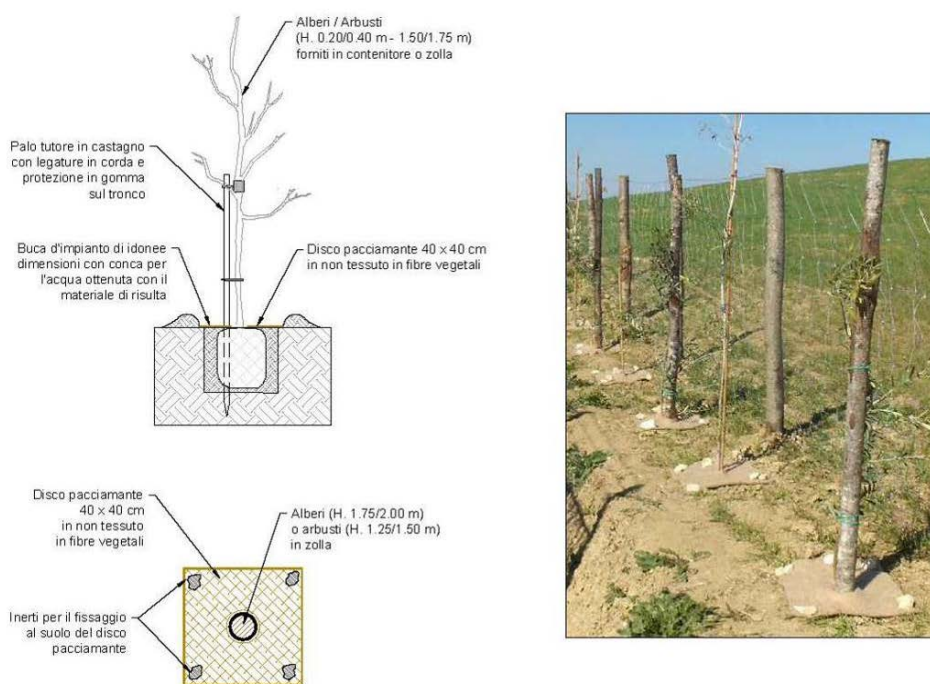 Alberi / Arbusti
(H. 0.20/0.40 m - 1.50/1.75 m)
forniti in contenitore o zolla
Palo tutore in castagno
con legature in corda e
protezione in gomma
sul tronco
Buca d'impianto di idonee
dimensioni con conca per
l'acqua ottenuta con il
materiale di risulta
Disco pacciamante 40 x 40 cm
in non tessuto in fibre vegetali
Disco pacciamante
40 x 40 cm
in non tessuto
in fibre vegetali
Alberi (H. 1.75/2.00 m)
o arbusti (H. 1.25/1.50 m)
in zolla
Inerti per il fissaggio
al suolo del disco
pacciamante